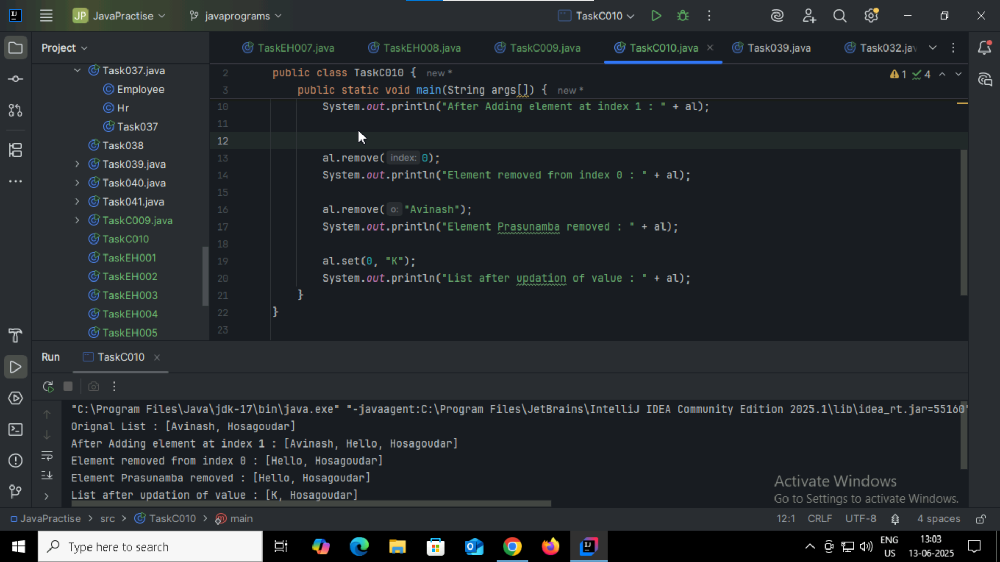 JP JavaPractise javaprograms TaskC010
Project TaskEH007.java TaskEH008.java TaskC009.java TaskC010.java Task039.java Task032.jav
Task037.java
Employee
Hr
Task037
Task038
Task039.java
Task040.java
Task041.java
TaskC009.java
TaskC010
TaskEH001
TaskEH002
TaskEH003
TaskEH004
TaskEH005
2 public class TaskC010 { new *
1 4
3 public static void main(String args[]) { new *
10 System.out.println("After Adding element at index 1 : " + al);
11
12
13 al.remove( index: 0);
14 System.out.println("Element removed from index 0 : " + al);
15
16 al.remove( o: "Avinash");
17 System.out.println("Element Prasunamba removed : " + al);
18
19 al.set(0, "K");
20 System.out.println("List after updation of value : " + al);
21 }
22 }
23
Run TaskC010
"C:\Program Files\Java\jdk-17\bin\java.exe" "-javaagent:C:\Program Files\JetBrains\IntelliJ IDEA Community Edition 2025.1\lib\idea_rt.jar=55160"
Orignal List : [Avinash, Hosagoudar]
After Adding element at index 1 : [Avinash, Hello, Hosagoudar]
Element removed from index 0 : [Hello, Hosagoudar]
Element Prasunamba removed : [Hello, Hosagoudar]
List after updation of value : [K, Hosagoudar]
Activate Windows
Go to Settings to activate Windows.
JavaPractise > src > TaskC010 > main 12:1 CRLF UTF-8 4 spaces
Type here to search
ENG
US
13:03
13-06-2025